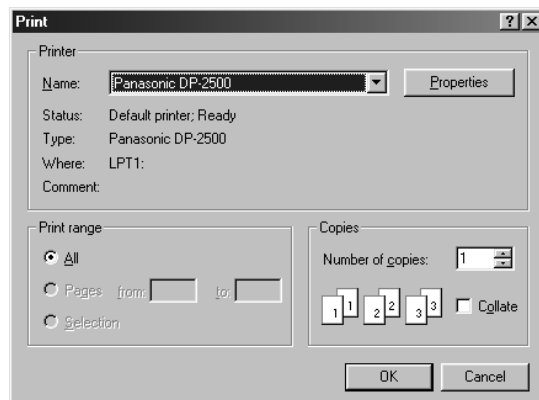 Print
Printer
Name: Panasonic DP-2500 Properties
Status: Default printer; Ready
Type: Panasonic DP-2500
Where: LPT1:
Comment:
Print range
All
Pages from: to:
Selection
Copies
Number of copies: 1
1 1 2 2 3 3 Collate
OK Cancel